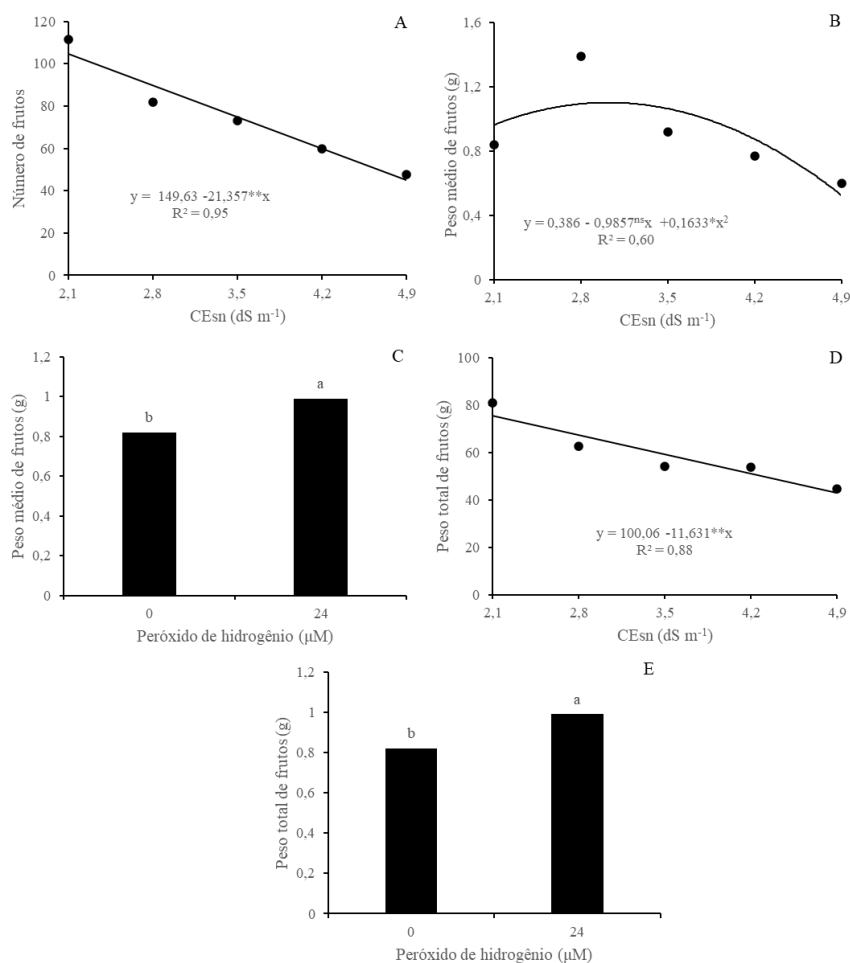 A
Número de frutos
120
100
80
60
40
20
0
y = 149,63 -21,357**x
R² = 0,95
2,1 2,8 3,5 4,2 4,9
CEsn (dS m⁻¹)
B
Peso médio de frutos (g)
1,6
1,2
0,8
0,4
0
y = 0,386 - 0,9857ⁿˢx +0,1633*x²
R² = 0,60
2,1 2,8 3,5 4,2 4,9
CEsn (dS m⁻¹)
C
Peso médio de frutos (g)
1,2
1
0,8
0,6
0,4
0,2
0
b
a
0 24
Peróxido de hidrogênio (µM)
D
Peso total de frutos (g)
100
80
60
40
20
0
y = 100,06 -11,631**x
R² = 0,88
2,1 2,8 3,5 4,2 4,9
CEsn (dS m⁻¹)
E
Peso total de frutos (g)
1,2
1
0,8
0,6
0,4
0,2
0
b
a
0 24
Peróxido de hidrogênio (µM)